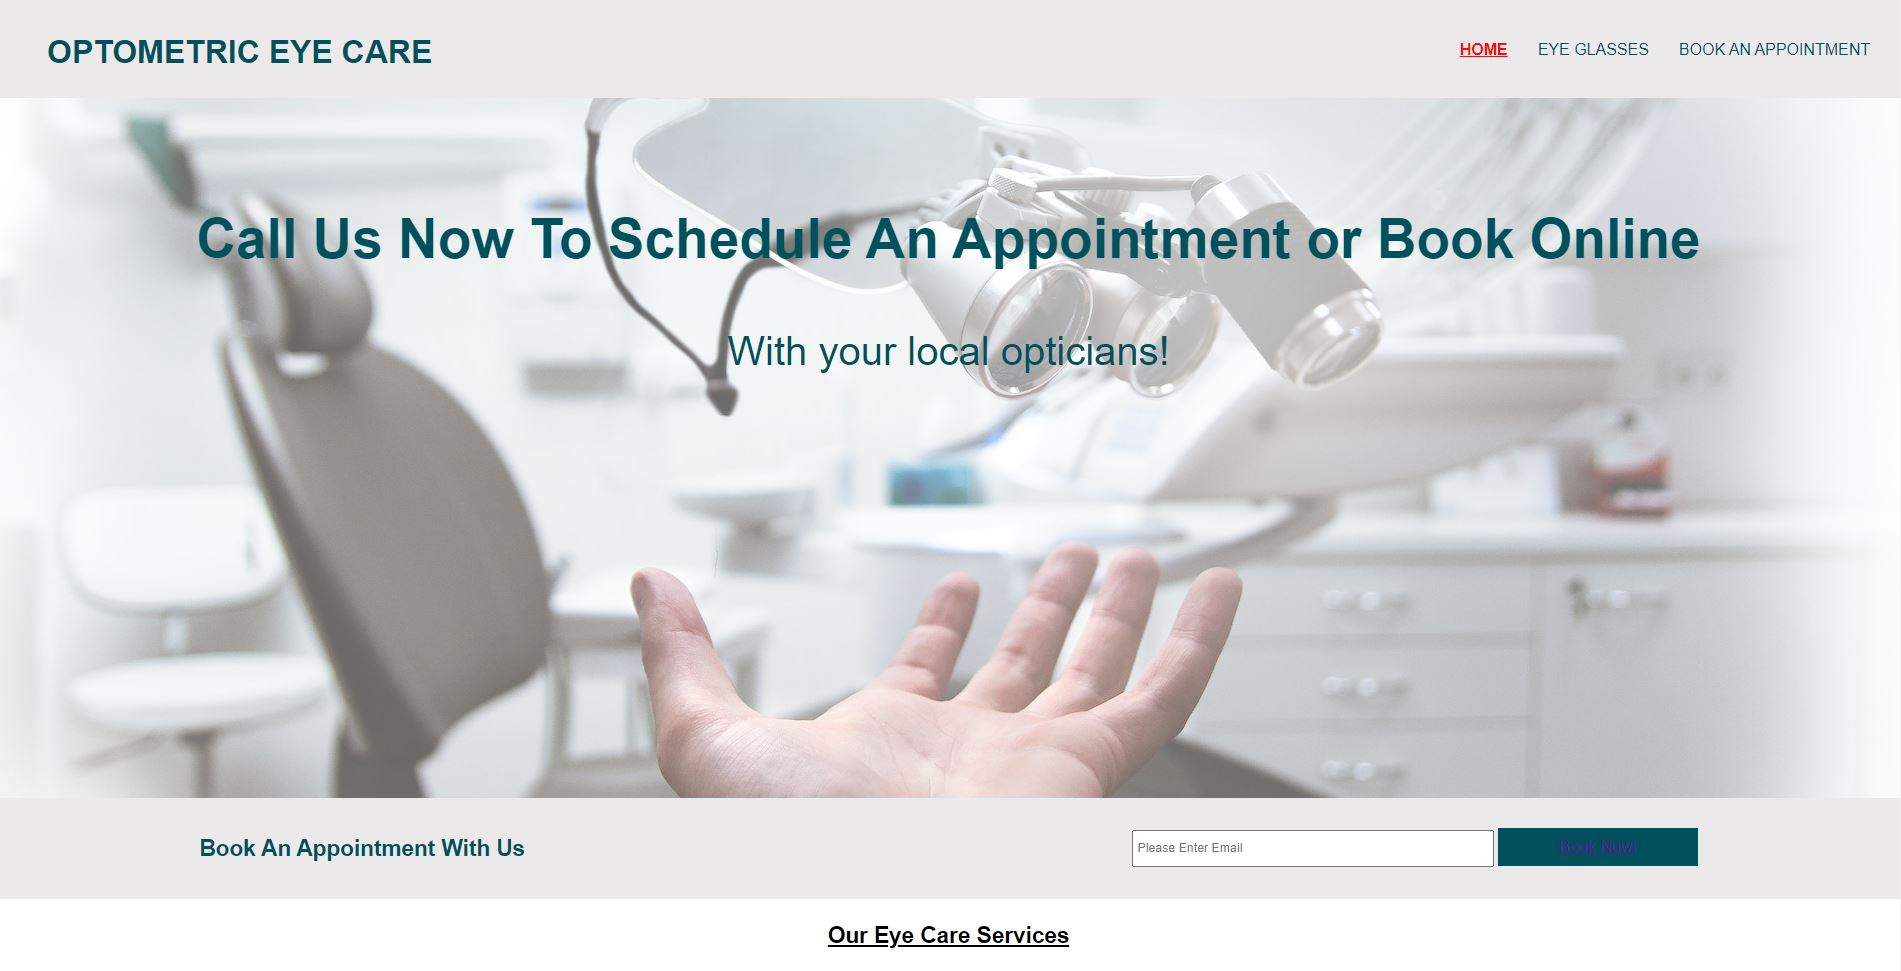 OPTOMETRIC EYE CARE
HOME EYE GLASSES BOOK AN APPOINTMENT
Call Us Now To Schedule An Appointment or Book Online
With your local opticians!
Book An Appointment With Us
Please Enter Email
Book Now!
Our Eye Care Services